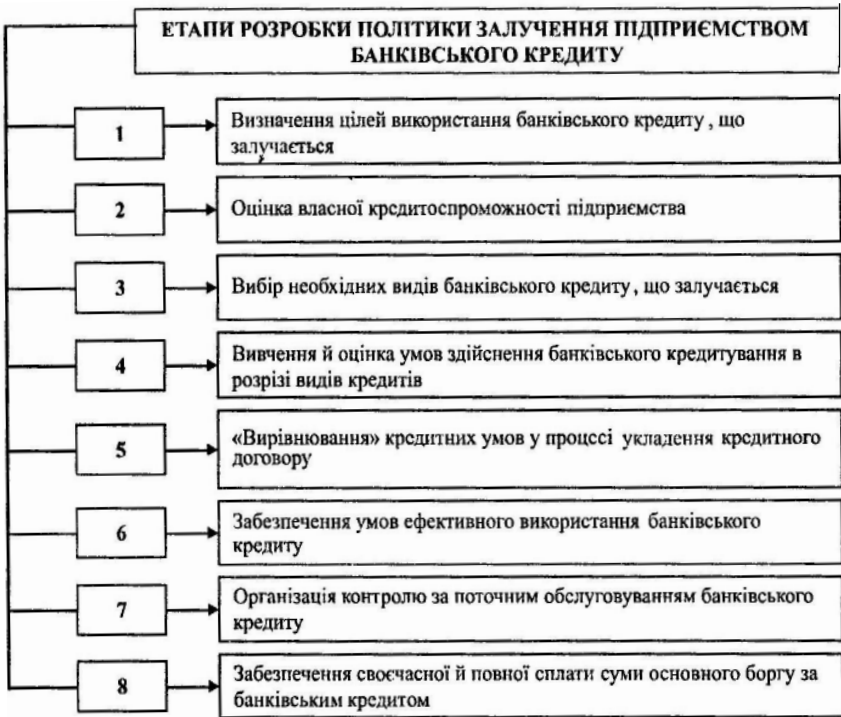 ЕТАПИ РОЗРОБКИ ПОЛІТИКИ ЗАЛУЧЕННЯ ПІДПРИЄМСТВОМ
БАНКІВСЬКОГО КРЕДИТУ
1
Визначення цілей використання банківського кредиту, що
залучається
2
Оцінка власної кредитоспроможності підприємства
3
Вибір необхідних видів банківського кредиту, що залучається
4
Вивчення й оцінка умов здійснення банківського кредитування в
розрізі видів кредитів
5
«Вирівнювання» кредитних умов у процесі укладення кредитного
договору
6
Забезпечення умов ефективного використання банківського
кредиту
7
Організація контролю за поточним обслуговуванням банківського
кредиту
8
Забезпечення своєчасної й повної сплати суми основного боргу за
банківським кредитом